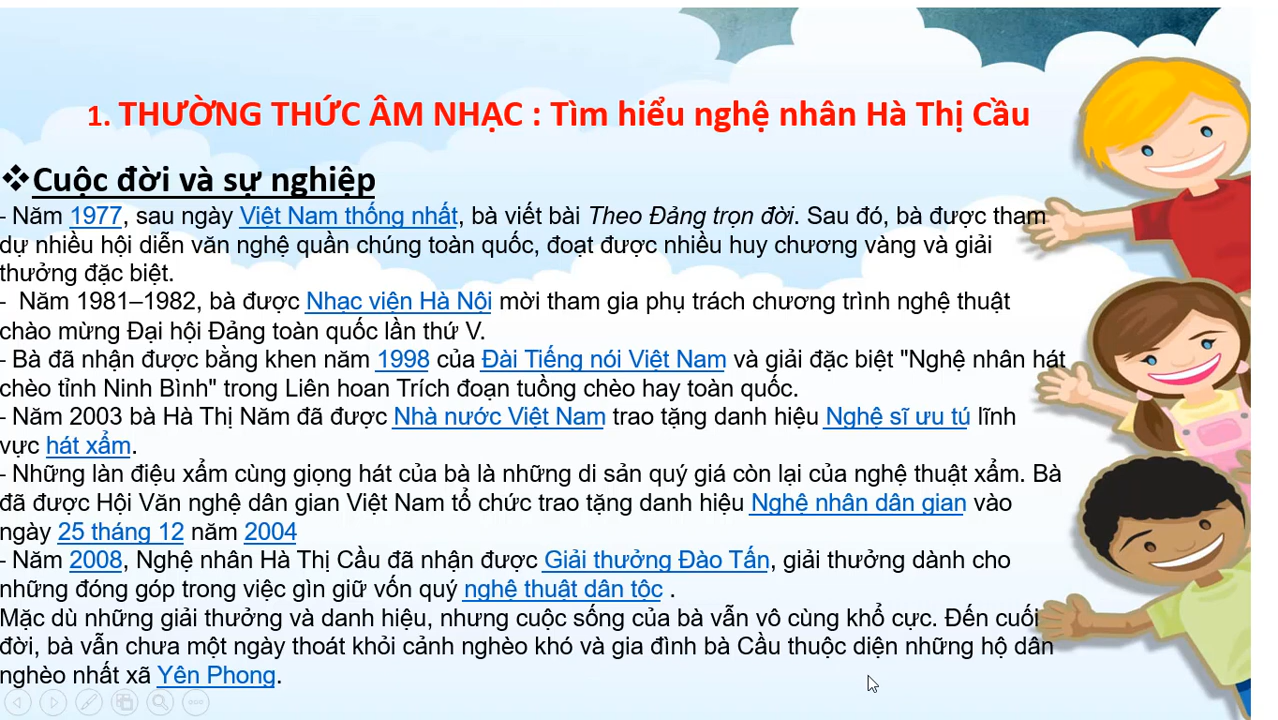 1. THƯỜNG THỨC ÂM NHẠC : Tìm hiểu nghệ nhân Hà Thị Cầu
❖Cuộc đời và sự nghiệp
- Năm 1977, sau ngày Việt Nam thống nhất, bà viết bài Theo Đảng trọn đời. Sau đó, bà được tham
dự nhiều hội diễn văn nghệ quần chúng toàn quốc, đoạt được nhiều huy chương vàng và giải
thưởng đặc biệt.
- Năm 1981–1982, bà được Nhạc viện Hà Nội mời tham gia phụ trách chương trình nghệ thuật
chào mừng Đại hội Đảng toàn quốc lần thứ V.
- Bà đã nhận được bằng khen năm 1998 của Đài Tiếng nói Việt Nam và giải đặc biệt "Nghệ nhân hát
chèo tỉnh Ninh Bình" trong Liên hoan Trích đoạn tuồng chèo hay toàn quốc.
- Năm 2003 bà Hà Thị Năm đã được Nhà nước Việt Nam trao tặng danh hiệu Nghệ sĩ ưu tú lĩnh
vực hát xẩm.
- Những làn điệu xẩm cùng giọng hát của bà là những di sản quý giá còn lại của nghệ thuật xẩm. Bà
đã được Hội Văn nghệ dân gian Việt Nam tổ chức trao tặng danh hiệu Nghệ nhân dân gian vào
ngày 25 tháng 12 năm 2004
- Năm 2008, Nghệ nhân Hà Thị Cầu đã nhận được Giải thưởng Đào Tấn, giải thưởng dành cho
những đóng góp trong việc gìn giữ vốn quý nghệ thuật dân tộc .
Mặc dù những giải thưởng và danh hiệu, nhưng cuộc sống của bà vẫn vô cùng khổ cực. Đến cuối
đời, bà vẫn chưa một ngày thoát khỏi cảnh nghèo khó và gia đình bà Cầu thuộc diện những hộ dân
nghèo nhất xã Yên Phong.